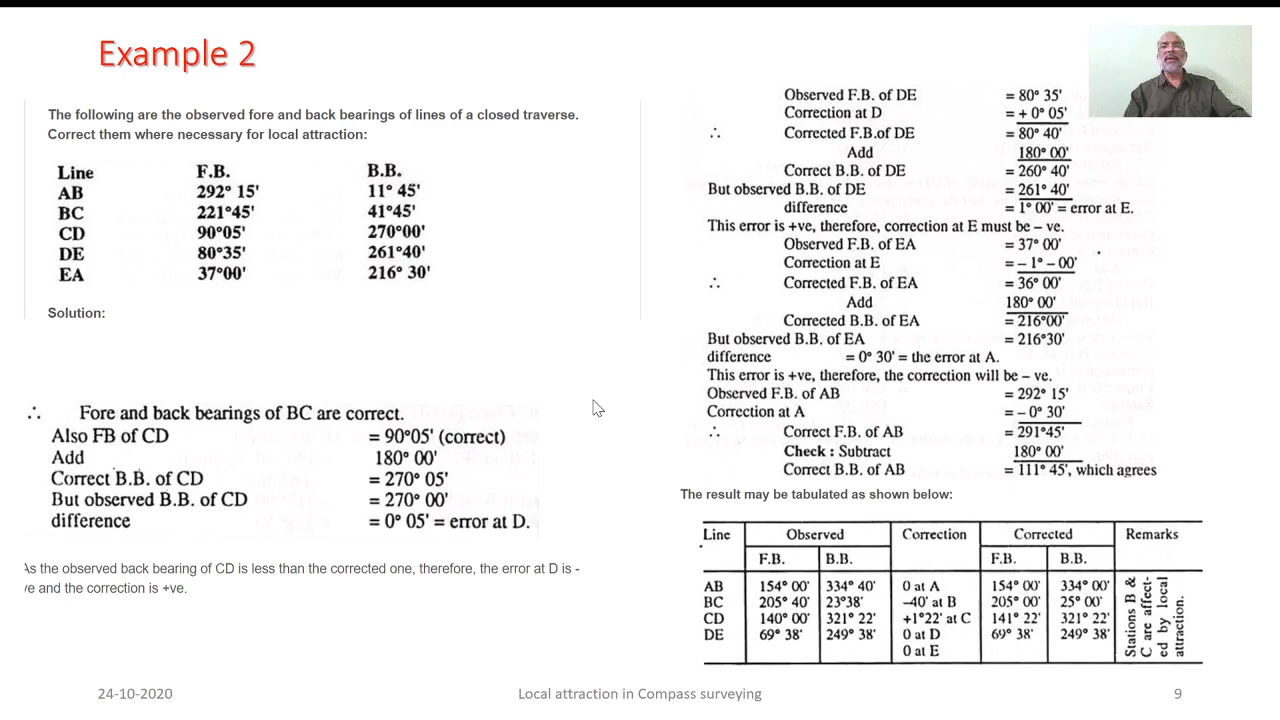 Example 2
The following are the observed fore and back bearings of lines of a closed traverse.
Correct them where necessary for local attraction:
Line F.B. B.B.
AB 292° 15' 11° 45'
BC 221°45' 41°45'
CD 90°05' 270°00'
DE 80°35' 261°40'
EA 37°00' 216° 30'
Solution:
∴ Fore and back bearings of BC are correct.
Also FB of CD = 90°05' (correct)
Add 180° 00'
Correct B.B. of CD = 270° 05'
But observed B.B. of CD = 270° 00'
difference = 0° 05' = error at D.
As the observed back bearing of CD is less than the corrected one, therefore, the error at D is -
ve and the correction is +ve.
Observed F.B. of DE = 80° 35'
Correction at D = + 0° 05'
∴ Corrected F.B.of DE = 80° 40'
Add 180° 00'
Correct B.B. of DE = 260° 40'
But observed B.B. of DE = 261° 40'
difference = 1° 00' = error at E.
This error is +ve, therefore, correction at E must be – ve.
Observed F.B. of EA = 37° 00'
Correction at E = – 1° – 00'
∴ Corrected F.B. of EA = 36° 00'
Add 180° 00'
Corrected B.B. of EA = 216°00'
But observed B.B. of EA = 216°30'
difference = 0° 30' = the error at A.
This error is +ve, therefore, the correction will be – ve.
Observed F.B. of AB = 292° 15'
Correction at A = – 0° 30'
∴ Correct F.B. of AB = 291°45'
Check : Subtract 180° 00'
Correct B.B. of AB = 111° 45', which agrees
The result may be tabulated as shown below:
Line Observed Correction Corrected Remarks
F.B. B.B. F.B. B.B.
AB 154° 00' 334° 40' 0 at A 154° 00' 334° 00'
BC 205° 40' 23°38' –40' at B 205° 00' 25° 00'
CD 140° 00' 321° 22' +1°22' at C 141° 22' 321° 22'
DE 69° 38' 249° 38' 0 at D 69° 38' 249° 38'
0 at E
Stations B &
C are affect-
ed by local
attraction.
24-10-2020 Local attraction in Compass surveying 9